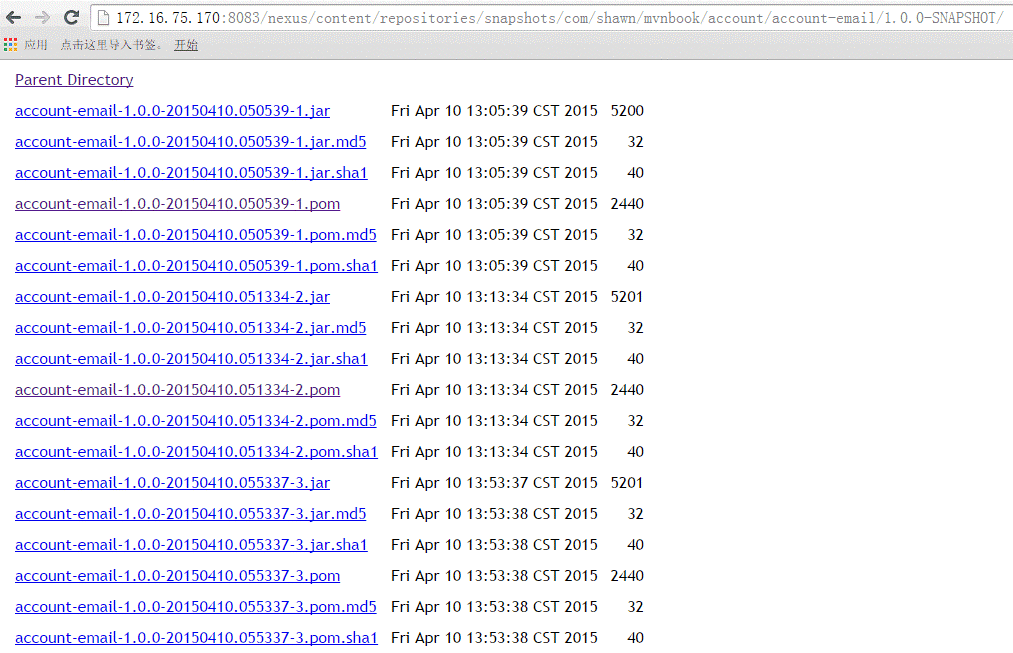 172.16.75.170:8083/nexus/content/repositories/snapshots/com/shawn/mvnbook/account/account-email/1.0.0-SNAPSHOT/
应用 点击这里导入书签。 开始
Parent Directory
account-email-1.0.0-20150410.050539-1.jar Fri Apr 10 13:05:39 CST 2015 5200
account-email-1.0.0-20150410.050539-1.jar.md5 Fri Apr 10 13:05:39 CST 2015 32
account-email-1.0.0-20150410.050539-1.jar.sha1 Fri Apr 10 13:05:39 CST 2015 40
account-email-1.0.0-20150410.050539-1.pom Fri Apr 10 13:05:39 CST 2015 2440
account-email-1.0.0-20150410.050539-1.pom.md5 Fri Apr 10 13:05:39 CST 2015 32
account-email-1.0.0-20150410.050539-1.pom.sha1 Fri Apr 10 13:05:39 CST 2015 40
account-email-1.0.0-20150410.051334-2.jar Fri Apr 10 13:13:34 CST 2015 5201
account-email-1.0.0-20150410.051334-2.jar.md5 Fri Apr 10 13:13:34 CST 2015 32
account-email-1.0.0-20150410.051334-2.jar.sha1 Fri Apr 10 13:13:34 CST 2015 40
account-email-1.0.0-20150410.051334-2.pom Fri Apr 10 13:13:34 CST 2015 2440
account-email-1.0.0-20150410.051334-2.pom.md5 Fri Apr 10 13:13:34 CST 2015 32
account-email-1.0.0-20150410.051334-2.pom.sha1 Fri Apr 10 13:13:34 CST 2015 40
account-email-1.0.0-20150410.055337-3.jar Fri Apr 10 13:53:37 CST 2015 5201
account-email-1.0.0-20150410.055337-3.jar.md5 Fri Apr 10 13:53:38 CST 2015 32
account-email-1.0.0-20150410.055337-3.jar.sha1 Fri Apr 10 13:53:38 CST 2015 40
account-email-1.0.0-20150410.055337-3.pom Fri Apr 10 13:53:38 CST 2015 2440
account-email-1.0.0-20150410.055337-3.pom.md5 Fri Apr 10 13:53:38 CST 2015 32
account-email-1.0.0-20150410.055337-3.pom.sha1 Fri Apr 10 13:53:38 CST 2015 40